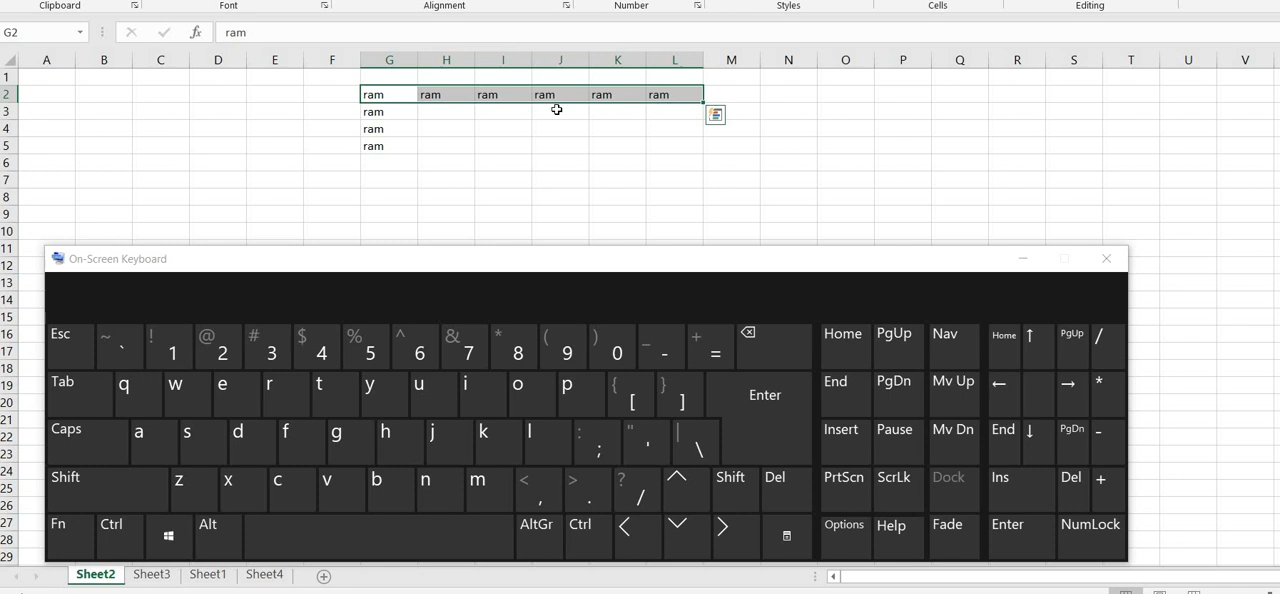 Clipboard Font Alignment Number Styles Cells Editing
G2 fx ram
A B C D E F G H I J K L M N O P Q R S T U V
1
2 ram ram ram ram ram ram
3 ram
4 ram
5 ram
6
7
8
9
10
11
12
13
14
15
16
17
18
19
20
21
22
23
24
25
26
27
28
29
On-Screen Keyboard
Esc ~ ` ! 1 @ 2 # 3 $ 4 % 5 ^ 6 & 7 * 8 ( 9 ) 0 _ - + = Home PgUp Nav Home ↑ PgUp /
Tab q w e r t y u i o p { [ } ] Enter End PgDn Mv Up ← → *
Caps a s d f g h j k l : ; " ' | \ Insert Pause Mv Dn End ↓ PgDn -
Shift z x c v b n m < , > . ? / Shift Del PrtScn ScrLk Dock Ins Del +
Fn Ctrl Alt AltGr Ctrl Options Help Fade Enter NumLock
Sheet2 Sheet3 Sheet1 Sheet4